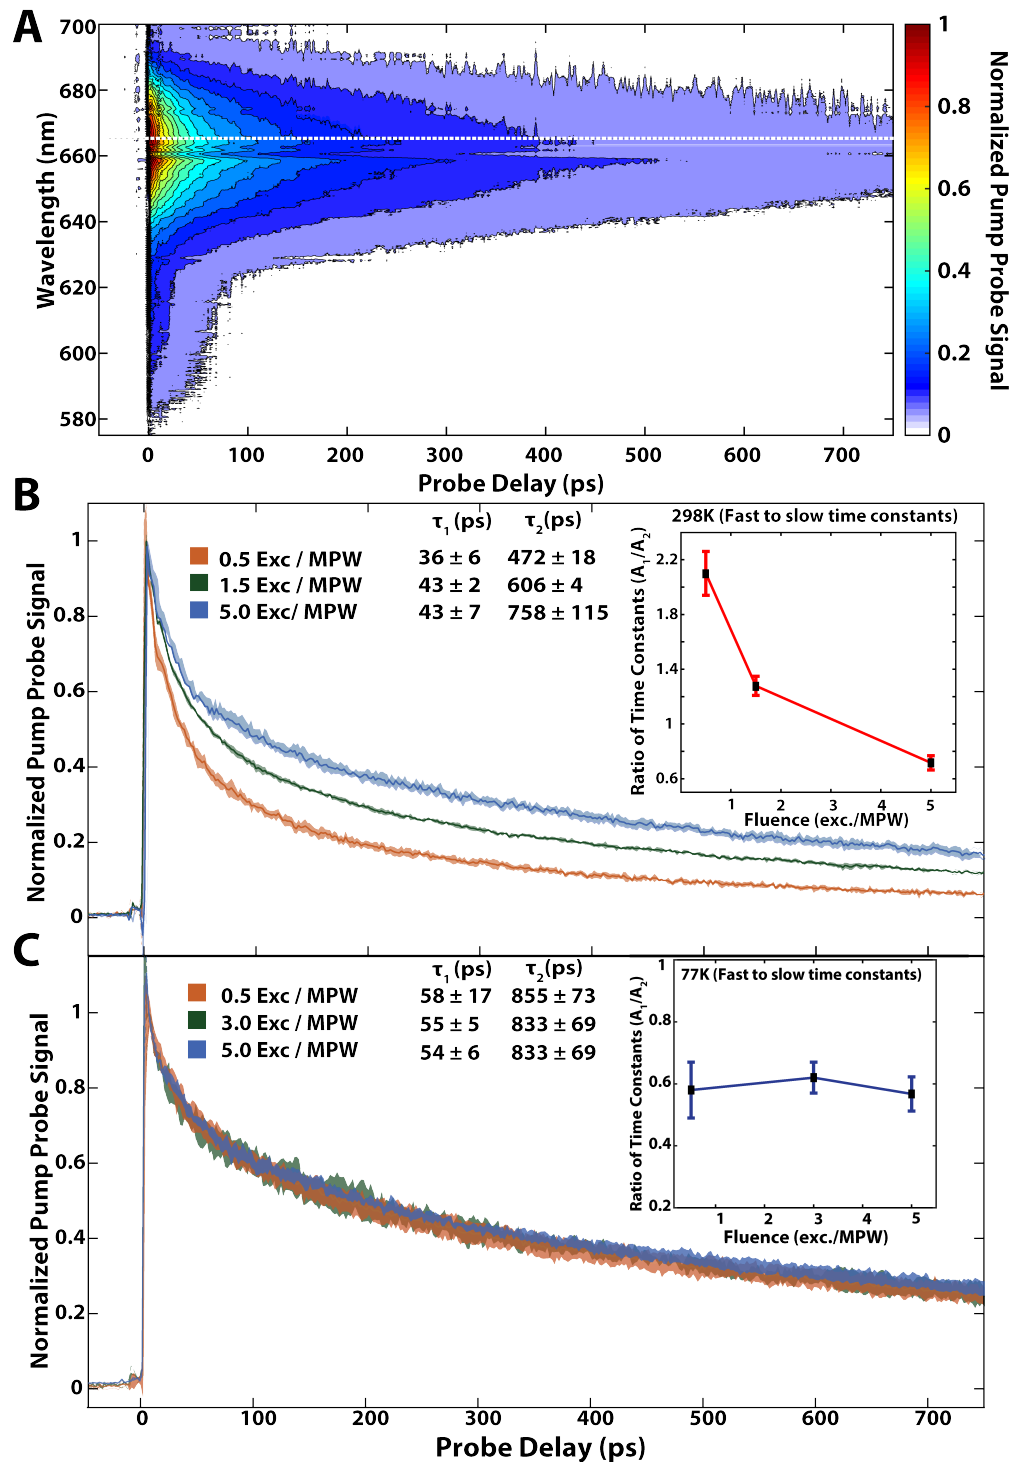 A
700
680
660
640
620
600
580
Wavelength (nm)
0 100 200 300 400 500 600 700
Probe Delay (ps)
1
0.8
0.6
0.4
0.2
0
Normalized Pump Probe Signal
B
τ1 (ps) τ2(ps)
0.5 Exc / MPW 36 ± 6 472 ± 18
1.5 Exc / MPW 43 ± 2 606 ± 4
5.0 Exc/ MPW 43 ± 7 758 ± 115
1
0.8
0.6
0.4
0.2
0
Normalized Pump Probe Signal
298K (Fast to slow time constants)
Ratio of Time Constants (A1/A2)
2.2
1.8
1.4
1
0.6
1 2 3 4 5
Fluence (exc./MPW)
C
τ1 (ps) τ2(ps)
0.5 Exc / MPW 58 ± 17 855 ± 73
3.0 Exc / MPW 55 ± 5 833 ± 69
5.0 Exc / MPW 54 ± 6 833 ± 69
1
0.8
0.6
0.4
0.2
0
Normalized Pump Probe Signal
77K (Fast to slow time constants)
Ratio of Time Constants (A1/A2)
1
0.8
0.6
0.4
0.2
1 2 3 4 5
Fluence (exc./MPW)
0 100 200 300 400 500 600 700
Probe Delay (ps)